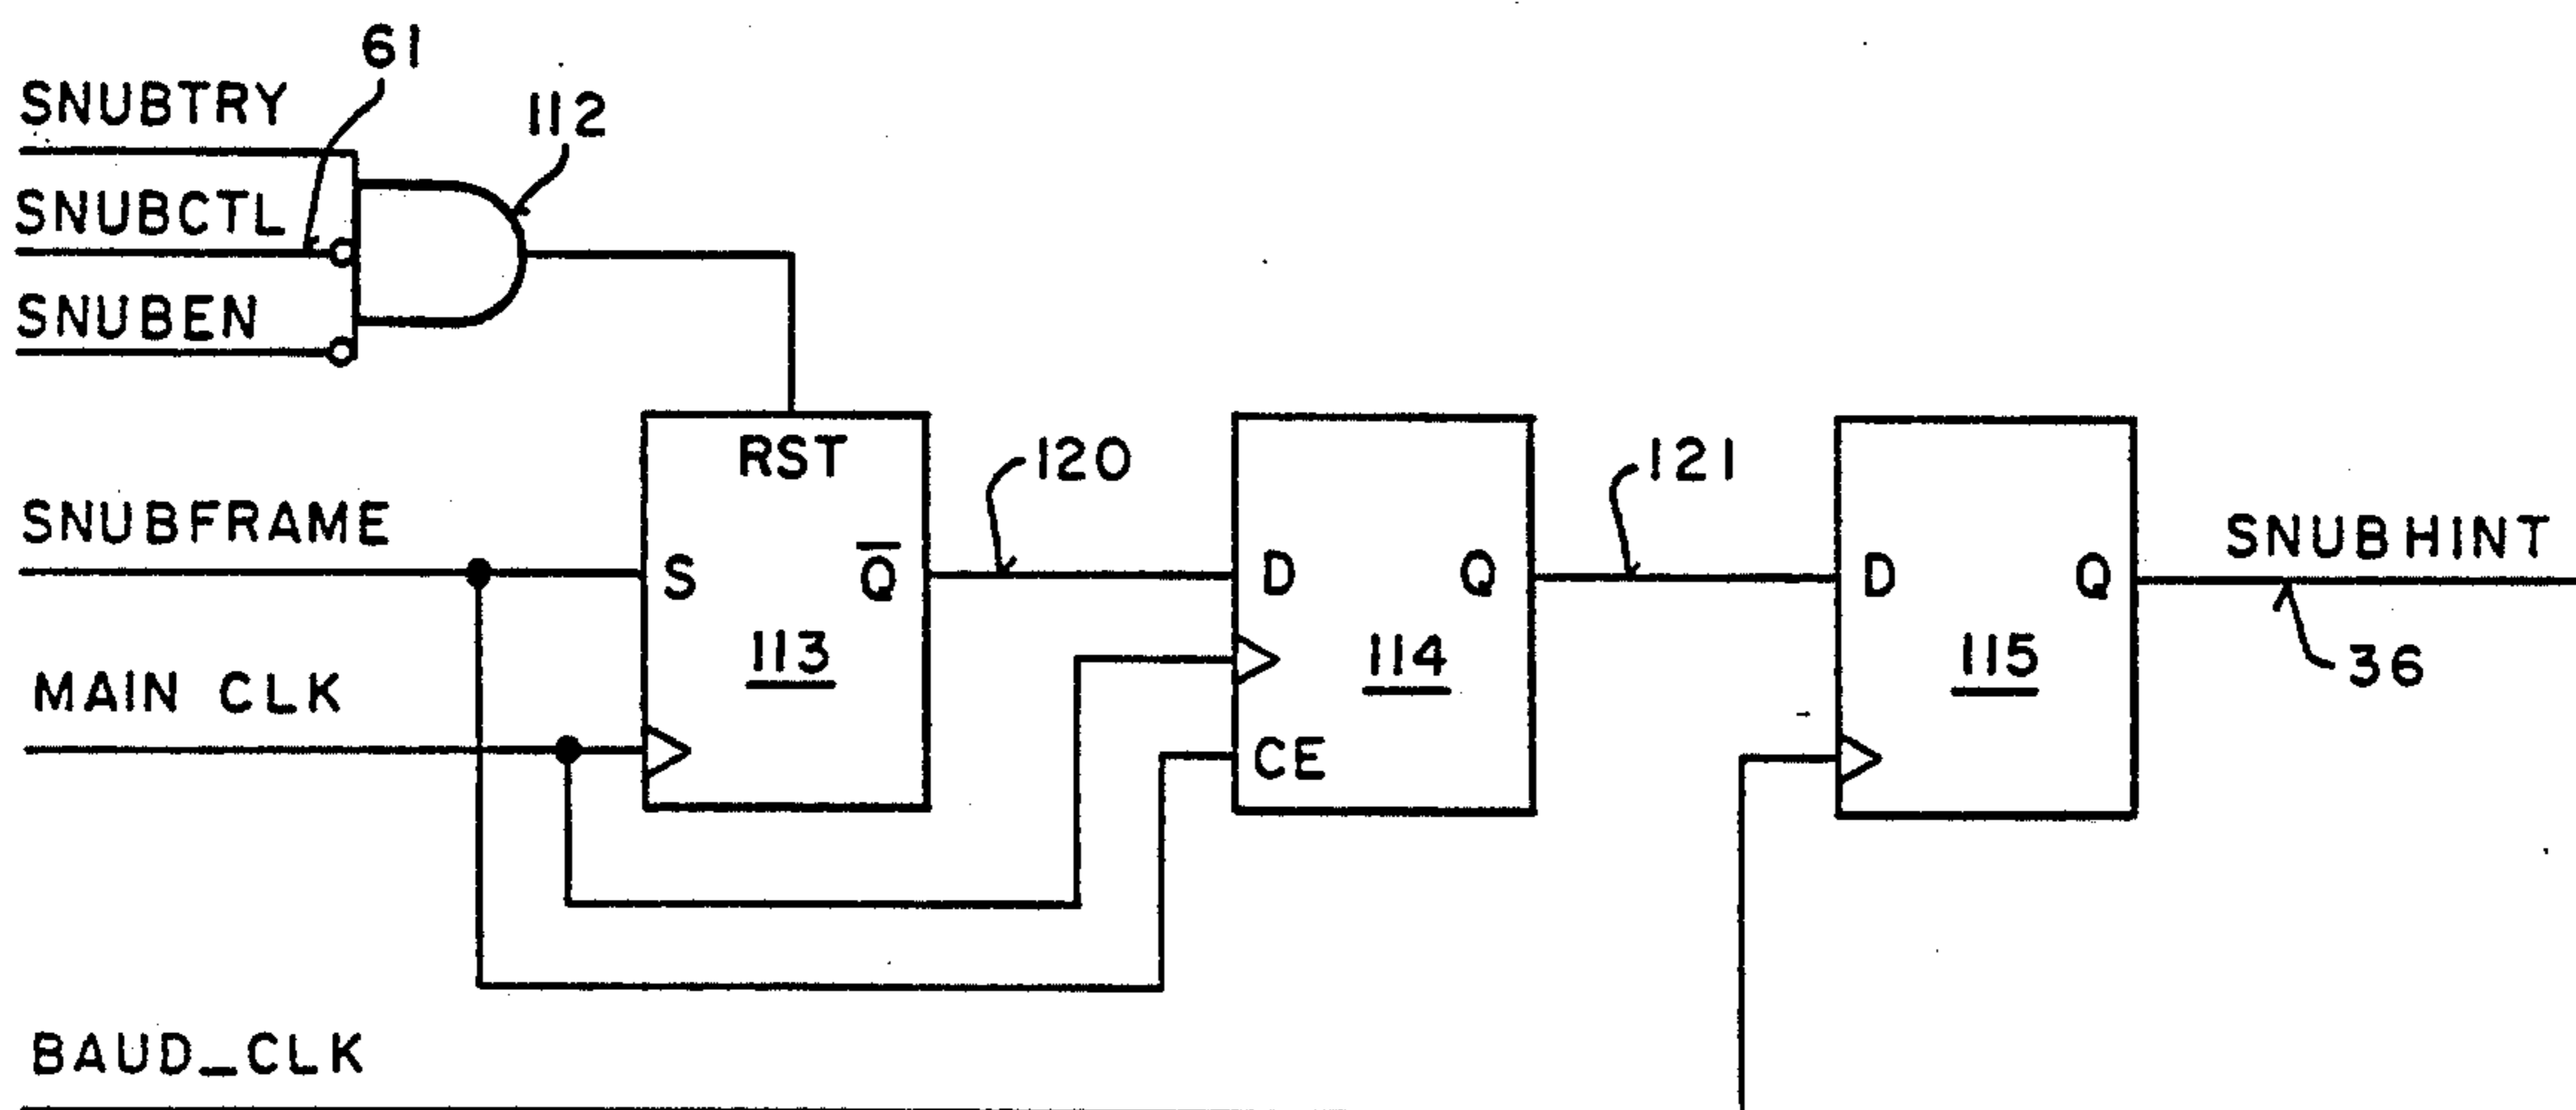 61
SNUBTRY
112
SNUBCTL
SNUBEN
RST
120
121
SNUBFRAME
S
Q̅
D
Q
D
Q
SNUBHINT
113
114
115
36
MAIN CLK
CE
BAUD_CLK